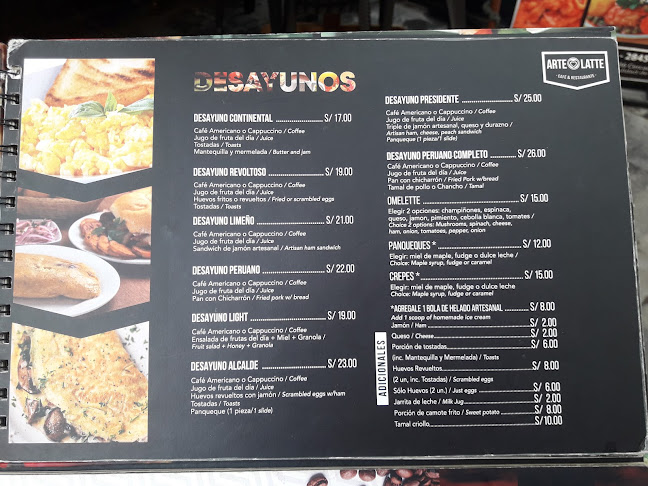 DESAYUNOS
ARTE LATTE
CAFÉ & RESTAURANTE
DESAYUNO CONTINENTAL S/ 17.00
Café Americano o Cappuccino / Coffee
Jugo de fruta del día / Juice
Tostadas / Toasts
Mantequilla y mermelada / Butter and jam
DESAYUNO REVOLTOSO S/ 19.00
Café Americano o Cappuccino / Coffee
Jugo de fruta del día / Juice
Huevos fritos o revueltos / Fried or scrambled eggs
Tostadas / Toasts
DESAYUNO LIMEÑO S/ 21.00
Café Americano o Cappuccino / Coffee
Jugo de fruta del día / Juice
Sandwich de jamón artesanal / Artisan ham sandwich
DESAYUNO PERUANO S/ 22.00
Café Americano o Cappuccino / Coffee
Jugo de fruta del día / Juice
Pan con Chicharrón / Fried pork w/ bread
DESAYUNO LIGHT S/ 19.00
Café Americano o Cappuccino / Coffee
Ensalada de frutas del día + Miel + Granola /
Fruit salad + Honey + Granola
DESAYUNO ALCALDE S/ 23.00
Café Americano o Cappuccino / Coffee
Jugo de fruta del día / Juice
Huevos revueltos con jamón / Scrambled eggs w/ham
Tostadas / Toasts
Panqueque (1 pieza/1 slide)
DESAYUNO PRESIDENTE S/ 25.00
Café Americano o Cappuccino / Coffee
Jugo de fruta del día / Juice
Triple de jamón artesanal, queso y durazno /
Artisan ham, cheese, peach sandwich
Panqueque (1 pieza/1 slide)
DESAYUNO PERUANO COMPLETO S/ 26.00
Café Americano o Cappuccino / Coffee
Jugo de fruta del día / Juice
Pan con chicharrón / Fried Pork w/bread
Tamal de pollo o Chancho / Tamal
OMELETTE S/ 15.00
Elegir 2 opciones: champiñones, espinaca,
queso, jamon, pimiento, cebolla blanca, tomates /
Choice 2 options: Mushrooms, spinach, cheese,
ham, onion, tomatoes, pepper, onion
PANQUEQUES * S/ 12.00
Elegir: miel de maple, fudge o dulce leche /
Choice: Maple syrup, fudge or caramel
CREPES * S/ 15.00
Elegir: miel de maple, fudge o dulce leche
Choice: Maple syrup, fudge or caramel
*AGREGALE 1 BOLA DE HELADO ARTESANAL S/ 8.00
Add 1 scoop of homemade ice cream
ADICIONALES
Jamón / Ham S/ 2.00
Queso / Cheese S/ 2.00
Porción de tostadas S/ 6.00
(inc. Mantequilla y Mermelada) / Toasts
Huevos Revueltos S/ 8.00
(2 un, inc. Tostadas) / Scrambled eggs
Sólo Huevos (2 un.) / Just eggs S/ 6.00
Jarrita de leche / Milk Jug S/ 2.00
Porción de camote frito / Sweet potato S/ 8.00
Tamal criollo S/10.00